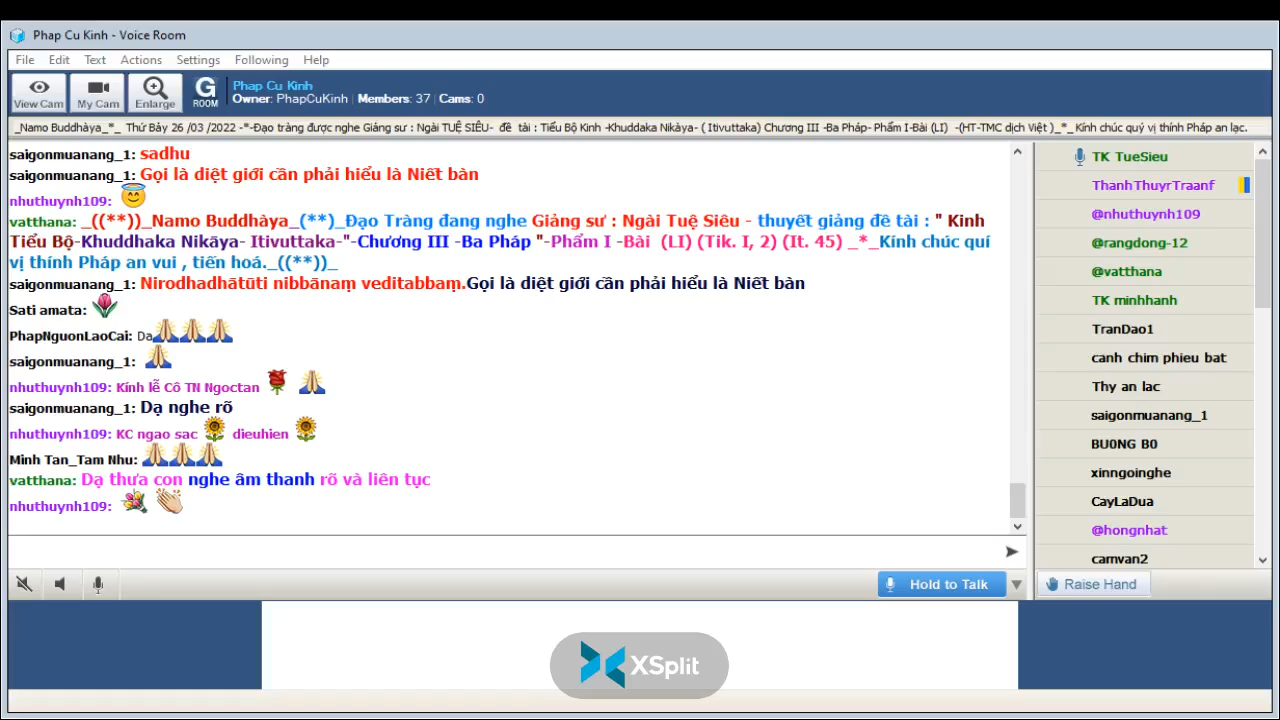 Phap Cu Kinh - Voice Room
File Edit Text Actions Settings Following Help
View Cam My Cam Enlarge G ROOM
Phap Cu Kinh
Owner: PhapCuKinh Members: 37 Cams: 0
_Namo Buddhàya_*_ Thứ Bảy 26 /03 /2022 -*-Đạo tràng được nghe Giảng sư : Ngài TUỆ SIÊU- đề tài : Tiểu Bộ Kinh -Khuddaka Nikàya- ( Itivuttaka) Chương III -Ba Pháp- Phẩm I-Bài (LI) -(HT-TMC dịch Việt )_*_ Kính chúc quý vị thính Pháp an lạc.
saigonmuanang_1: sadhu
saigonmuanang_1: Gọi là diệt giới cần phải hiểu là Niết bàn
nhuthuynh109: 😇
vatthana: _((**))_Namo Buddhàya_(**)_Đạo Tràng đang nghe Giảng sư : Ngài Tuệ Siêu - thuyết giảng đề tài : " Kinh
Tiểu Bộ-Khuddhaka Nikāya- Itivuttaka-"-Chương III -Ba Pháp "-Phẩm I -Bài (LI) (Tik. I, 2) (It. 45) _*_Kính chúc quí
vị thính Pháp an vui , tiến hoá._((**))_
saigonmuanang_1: Nirodhadhātūti nibbānaṃ veditabbaṃ.Gọi là diệt giới cần phải hiểu là Niết bàn
Sati amata: 🌷
PhapNguonLaoCai: Dạ🙏🙏🙏
saigonmuanang_1: 🙏
nhuthuynh109: Kính lễ Cô TN Ngoctan 🌹 🙏
saigonmuanang_1: Dạ nghe rõ
nhuthuynh109: KC ngao sac 🌻 dieuhien 🌻
Minh Tan_Tam Nhu: 🙏🙏🙏
vatthana: Dạ thưa con nghe âm thanh rõ và liên tục
nhuthuynh109: 💐 👏
TK TueSieu
ThanhThuyrTraanf
@nhuthuynh109
@rangdong-12
@vatthana
TK minhhanh
TranDao1
canh chim phieu bat
Thy an lac
saigonmuanang_1
BU0NG B0
xinngoinghe
CayLaDua
@hongnhat
camvan2
Hold to Talk
Raise Hand
XSplit